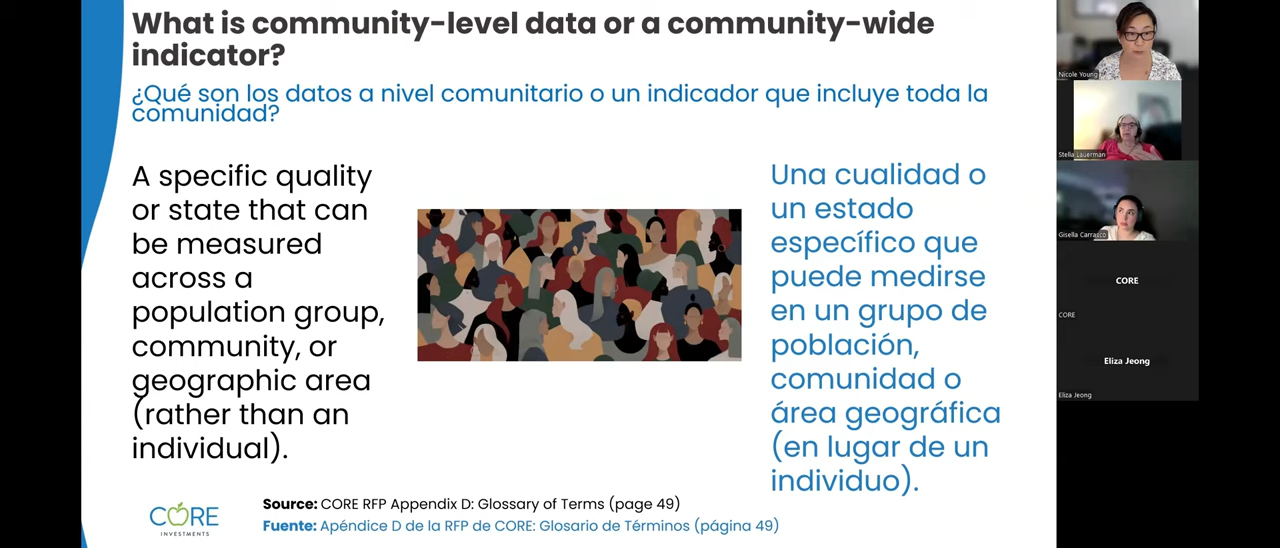 What is community-level data or a community-wide
indicator?
¿Qué son los datos a nivel comunitario o un indicador que incluye toda la
comunidad?
A specific quality
or state that can
be measured
across a
population group,
community, or
geographic area
(rather than an
individual).
Una cualidad o
un estado
específico que
puede medirse
en un grupo de
población,
comunidad o
área geográfica
(en lugar de un
individuo).
Source: CORE RFP Appendix D: Glossary of Terms (page 49)
Fuente: Apéndice D de la RFP de CORE: Glosario de Términos (página 49)
CORE
INVESTMENTS
Nicole Young
Stella Lauerman
Gisella Carrasco
CORE
CORE
Eliza Jeong
Eliza Jeong